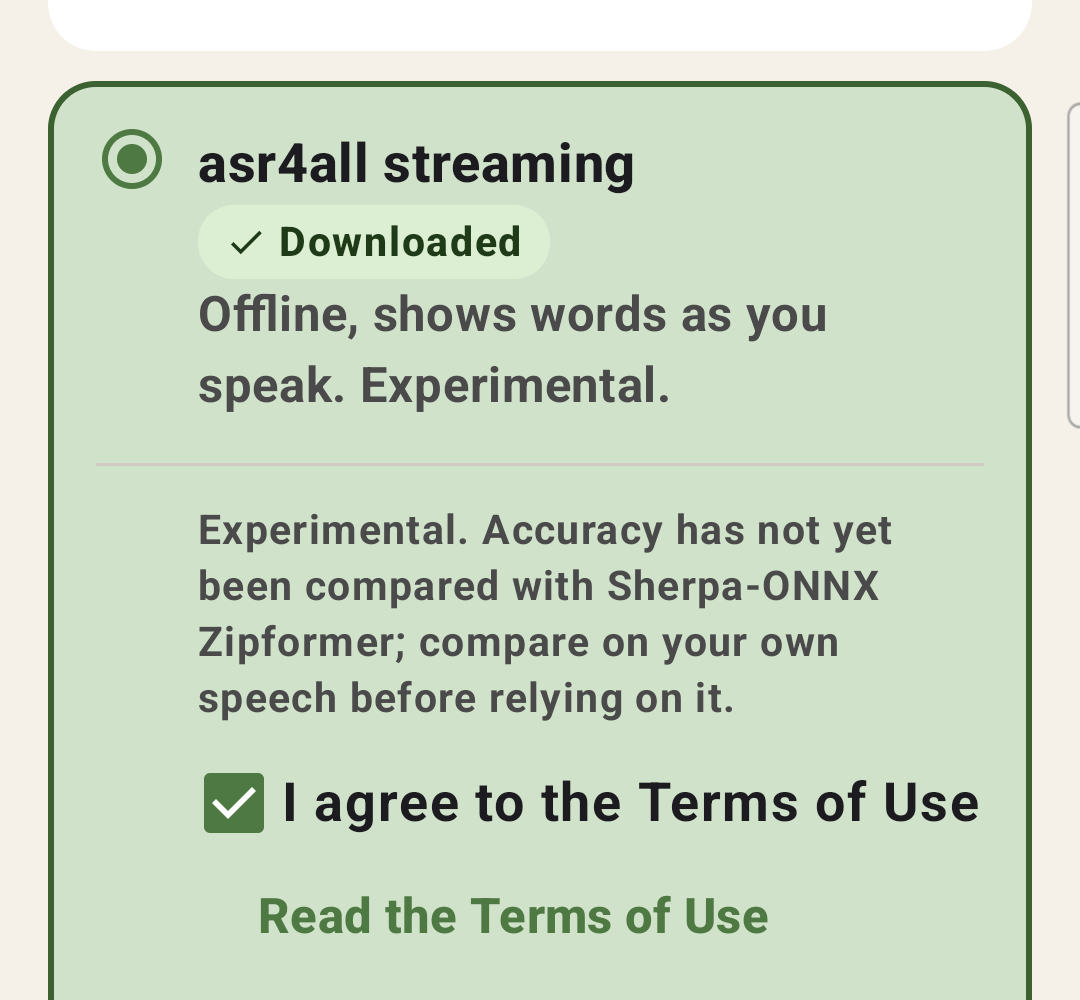 asr4all streaming
Downloaded
Offline, shows words as you
speak. Experimental.
Experimental. Accuracy has not yet
been compared with Sherpa-ONNX
Zipformer; compare on your own
speech before relying on it.
I agree to the Terms of Use
Read the Terms of Use